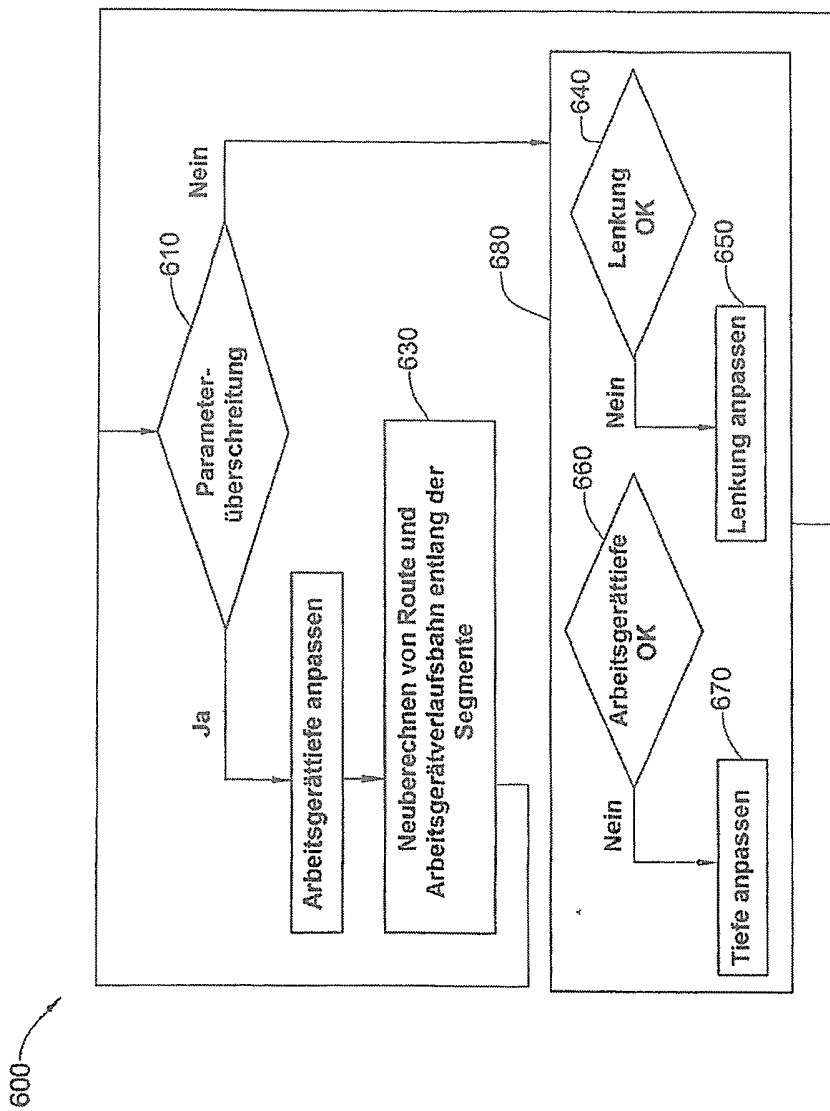 600
610
Parameter-
überschreitung
Ja
Nein
Arbeitsgerättiefe anpassen
630
Neuberechnen von Route und
Arbeitsgerätverlaufsbahn entlang der
Segmente
680
660
Arbeitsgerättiefe
OK
Nein
670
Tiefe anpassen
640
Lenkung
OK
Nein
650
Lenkung anpassen